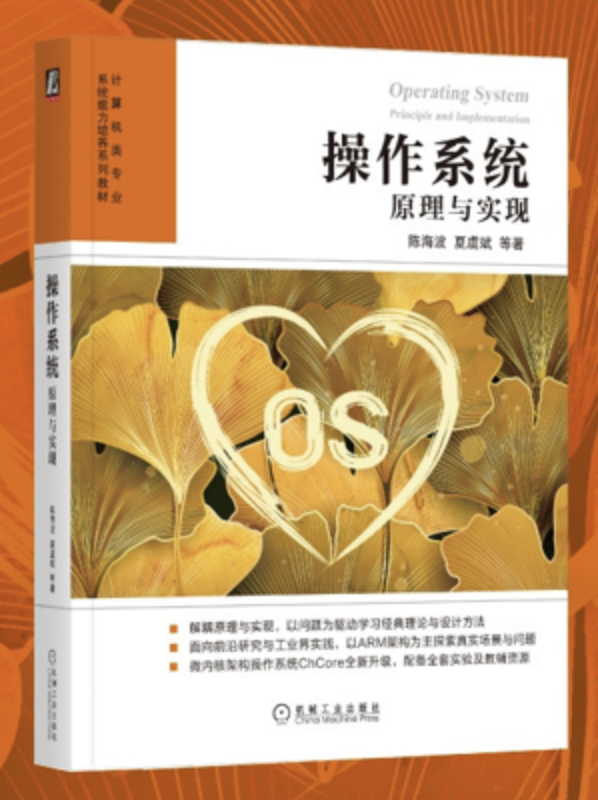 计算机类专业
系统能力培养系列教材
Operating System
Principle and Implementation
操作系统
原理与实现
陈海波 夏虞斌 等著
OS
解耦原理与实现，以问题为驱动学习经典理论与设计方法
面向前沿研究与工业界实践，以ARM架构为主探索真实场景与问题
微内核架构操作系统ChCore全新升级，配备全套实验及教辅资源
机械工业出版社
China Machine Press
操作系统
原理与实现
陈海波 夏虞斌 等著
机械工业出版社